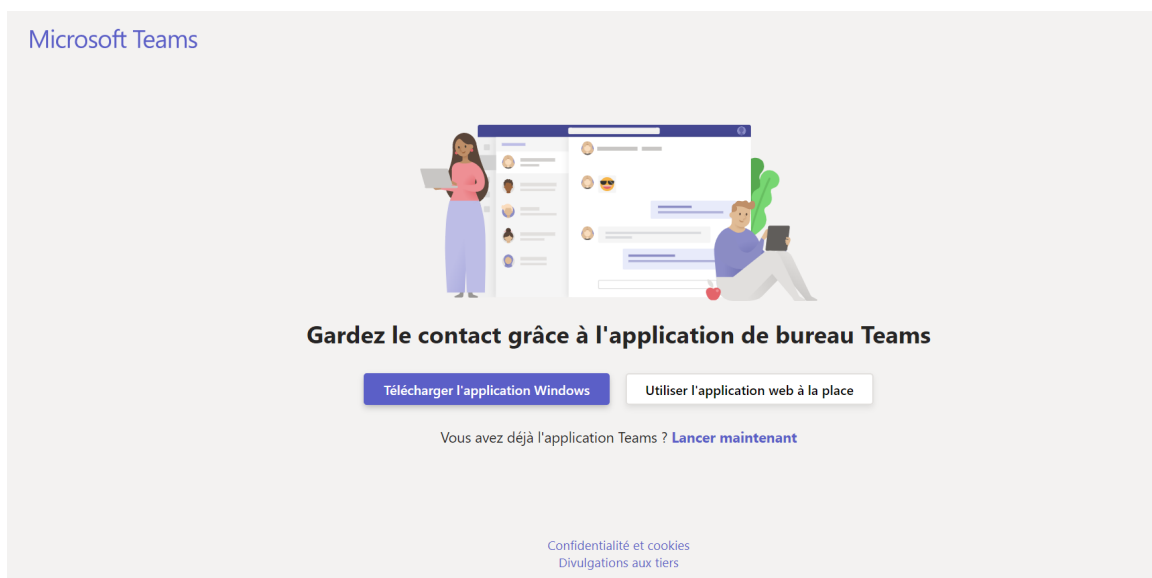 Microsoft Teams
Gardez le contact grâce à l'application de bureau Teams
Télécharger l'application Windows
Utiliser l'application web à la place
Vous avez déjà l'application Teams ? Lancer maintenant
Confidentialité et cookies
Divulgations aux tiers